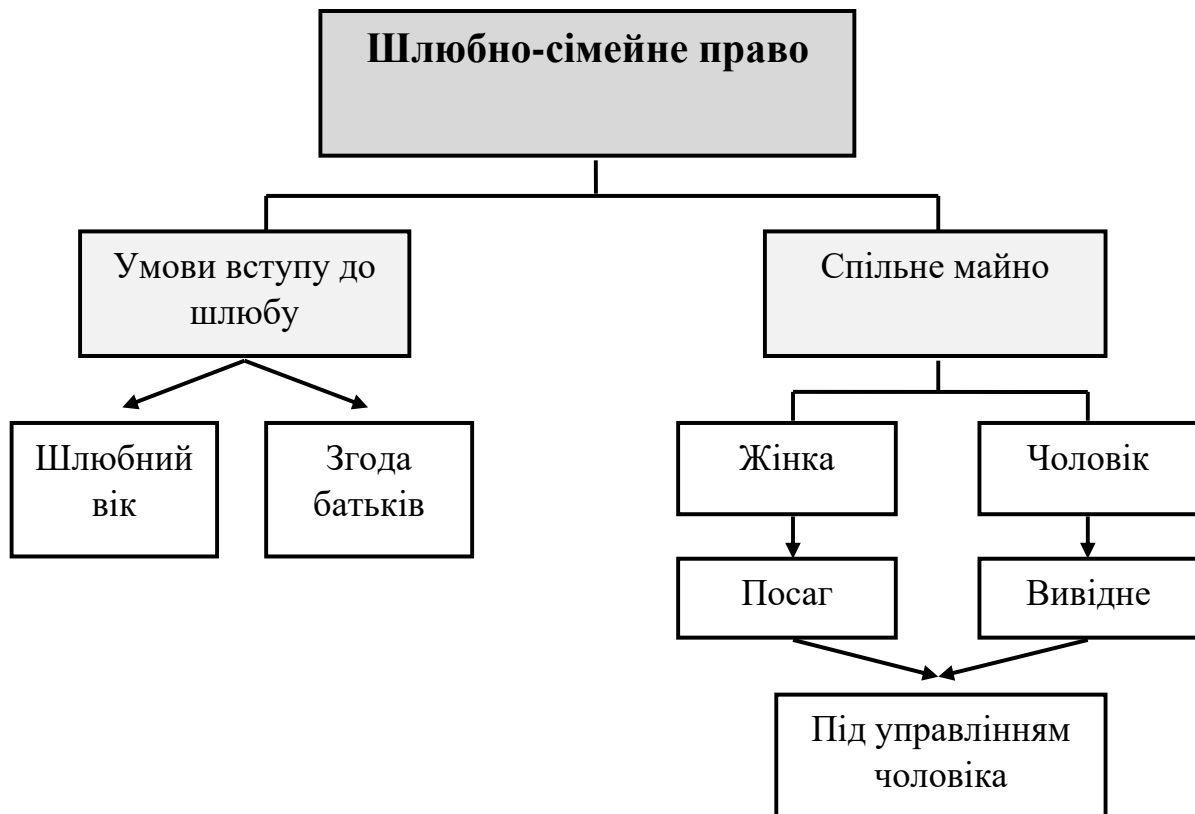 Шлюбно-сімейне право
Умови вступу до
шлюбу
Спільне майно
Шлюбний
вік
Згода
батьків
Жінка
Чоловік
Посаг
Вивідне
Під управлінням
чоловіка